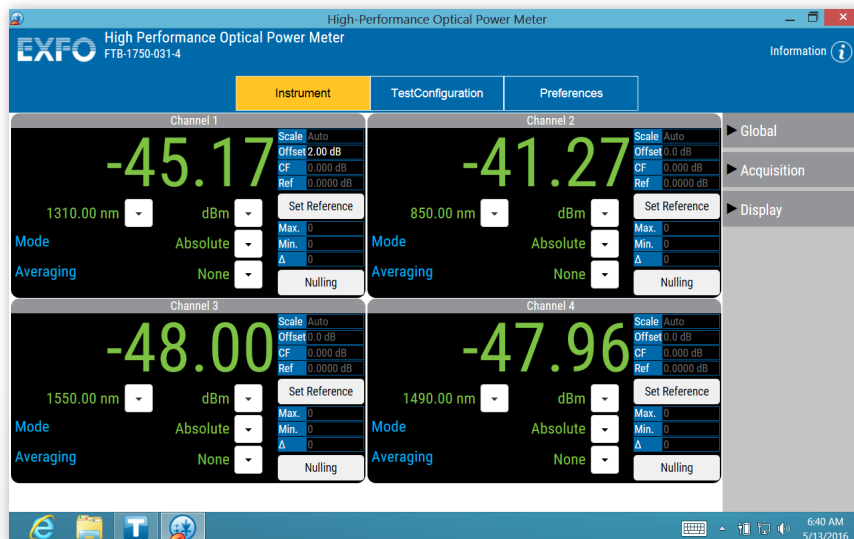 High-Performance Optical Power Meter
EXFO
High Performance Optical Power Meter
FTB-1750-031-4
Information i
Instrument
TestConfiguration
Preferences
Channel 1
-45.17
Scale Auto
Offset 2.00 dB
CF 0.000 dB
Ref 0.0000 dB
1310.00 nm
dBm
Set Reference
Mode
Absolute
Max. 0
Min. 0
Δ 0
Averaging
None
Nulling
Channel 2
-41.27
Scale Auto
Offset 0.0 dB
CF 0.000 dB
Ref 0.0000 dB
850.00 nm
dBm
Set Reference
Mode
Absolute
Max. 0
Min. 0
Δ 0
Averaging
None
Nulling
Global
Acquisition
Display
Channel 3
-48.00
Scale Auto
Offset 0.0 dB
CF 0.000 dB
Ref 0.0000 dB
1550.00 nm
dBm
Set Reference
Mode
Absolute
Max. 0
Min. 0
Δ 0
Averaging
None
Nulling
Channel 4
-47.96
Scale Auto
Offset 0.0 dB
CF 0.000 dB
Ref 0.0000 dB
1490.00 nm
dBm
Set Reference
Mode
Absolute
Max. 0
Min. 0
Δ 0
Averaging
None
Nulling
T
6:40 AM
5/13/2016